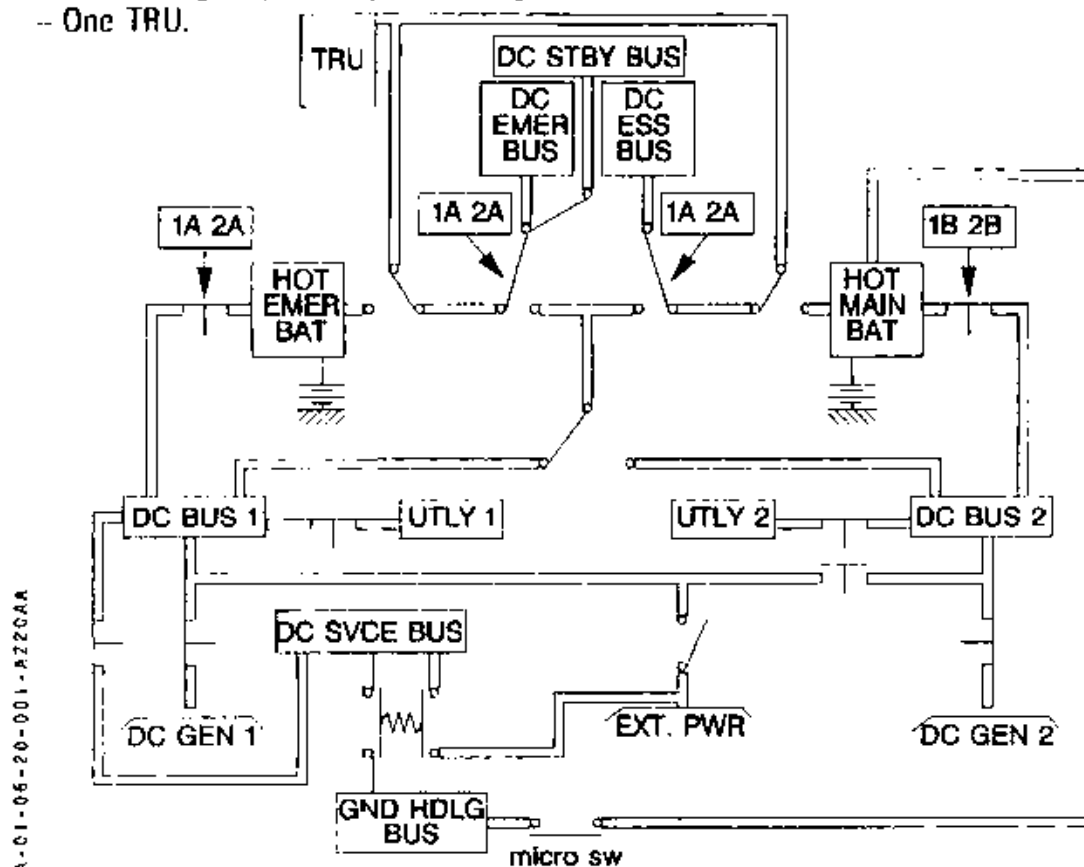 -- One TRU.
TRU
DC STBY BUS
DC
EMER
BUS
DC
ESS
BUS
1A 2A
1A 2A
1A 2A
1B 2B
HOT
EMER
BAT
HOT
MAIN
BAT
DC BUS 1
UTLY 1
UTLY 2
DC BUS 2
DC SVCE BUS
DC GEN 1
EXT. PWR
DC GEN 2
GND HDLG
BUS
micro sw